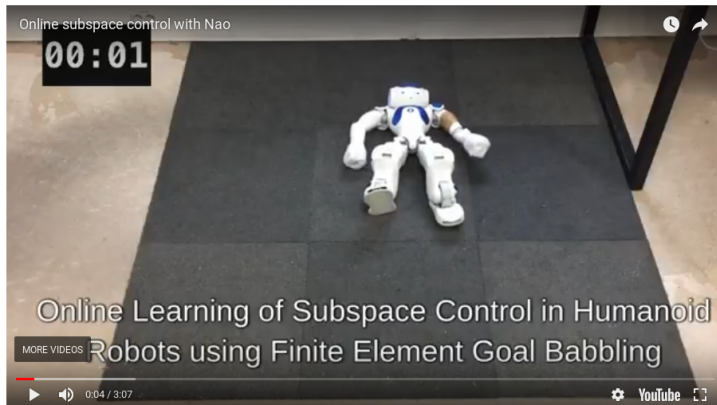 Online subspace control with Nao
00:01
Online Learning of Subspace Control in Humanoid
MORE VIDEOS
Robots using Finite Element Goal Babbling
0:04 / 3:07
YouTube